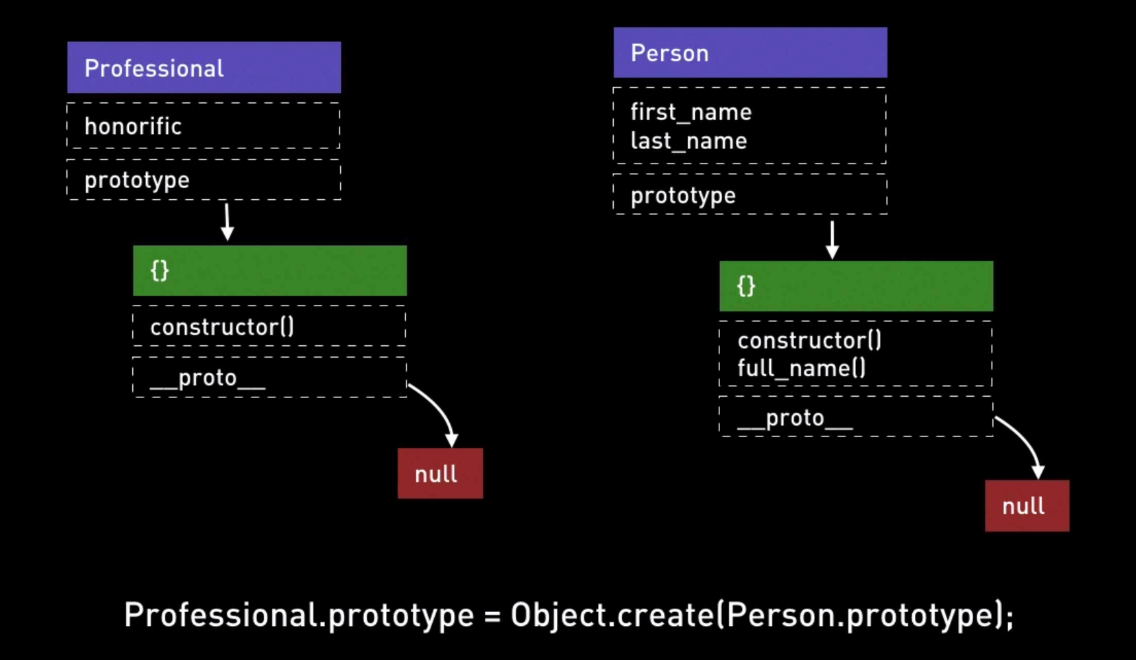 Professional
honorific
prototype
{}
constructor()
__proto__
null
Person
first_name
last_name
prototype
{}
constructor()
full_name()
__proto__
null
Professional.prototype = Object.create(Person.prototype);